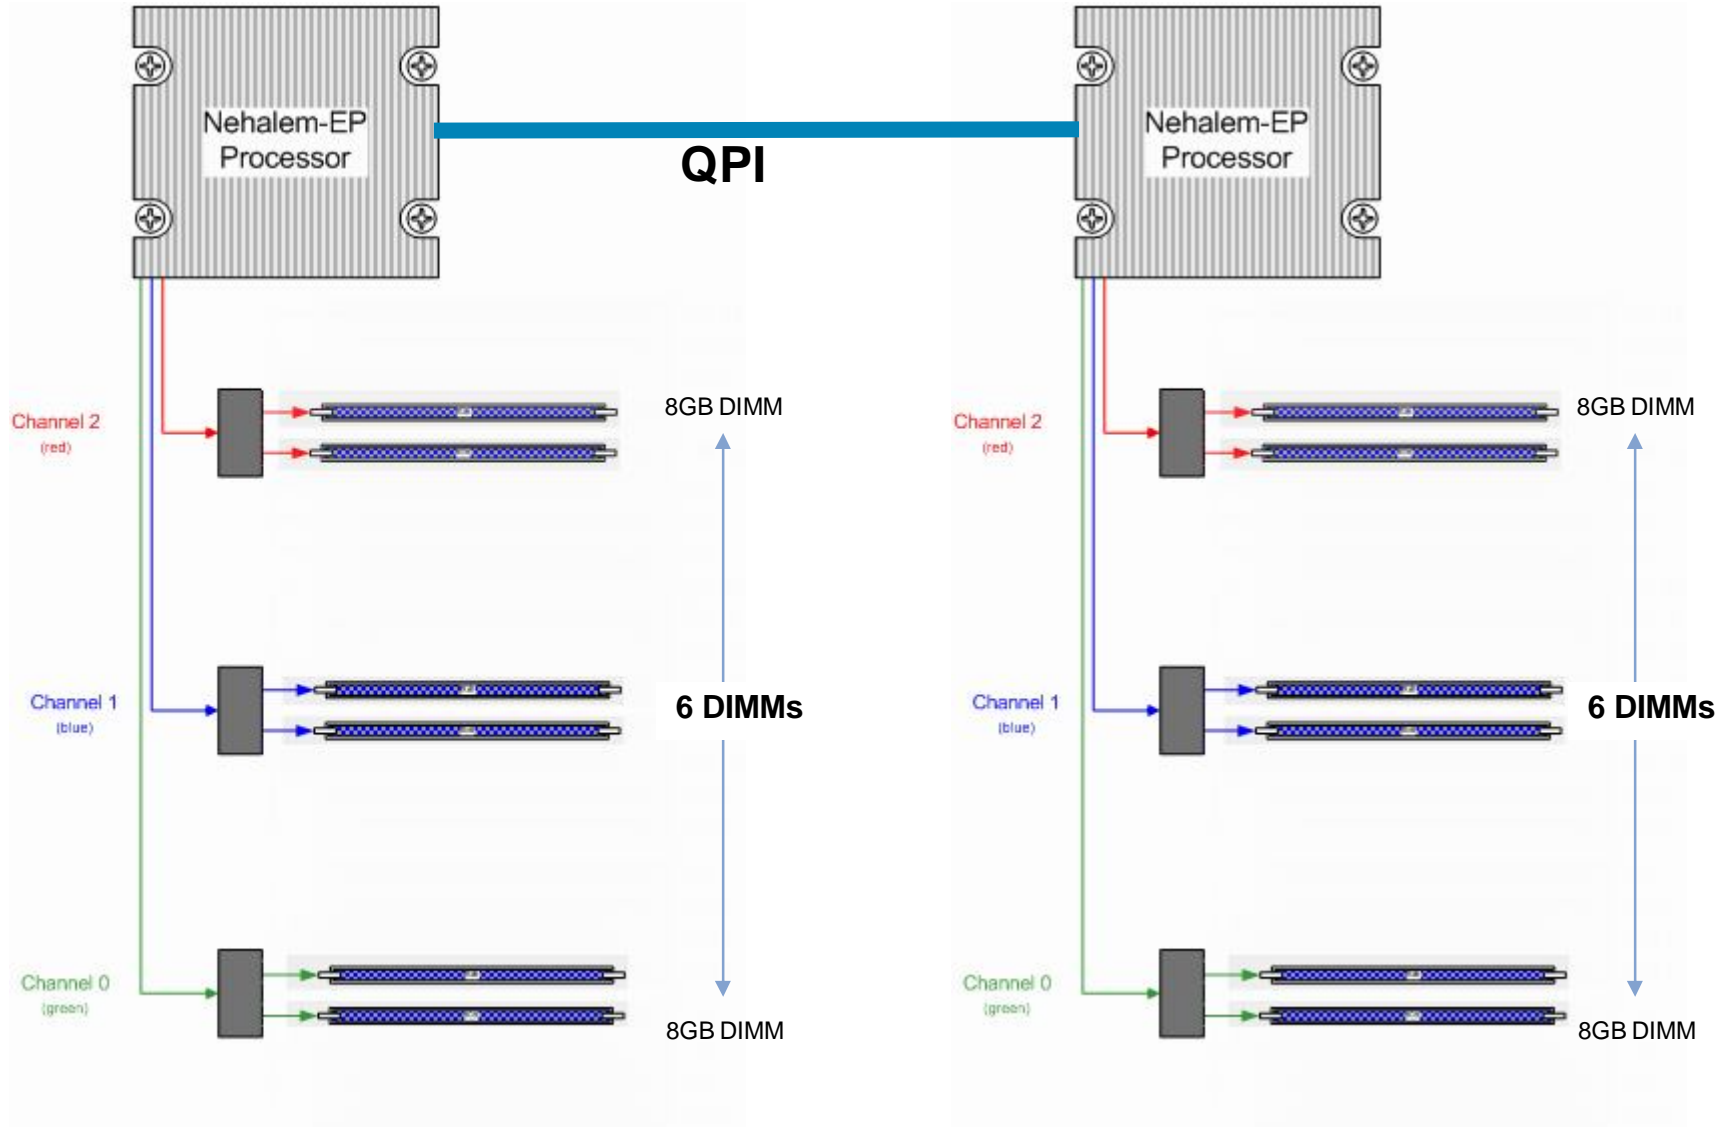 Nehalem-EP
Processor
QPI
Nehalem-EP
Processor
Channel 2
(red)
8GB DIMM
Channel 2
(red)
8GB DIMM
Channel 1
(blue)
6 DIMMs
Channel 1
(blue)
6 DIMMs
Channel 0
(green)
8GB DIMM
Channel 0
(green)
8GB DIMM